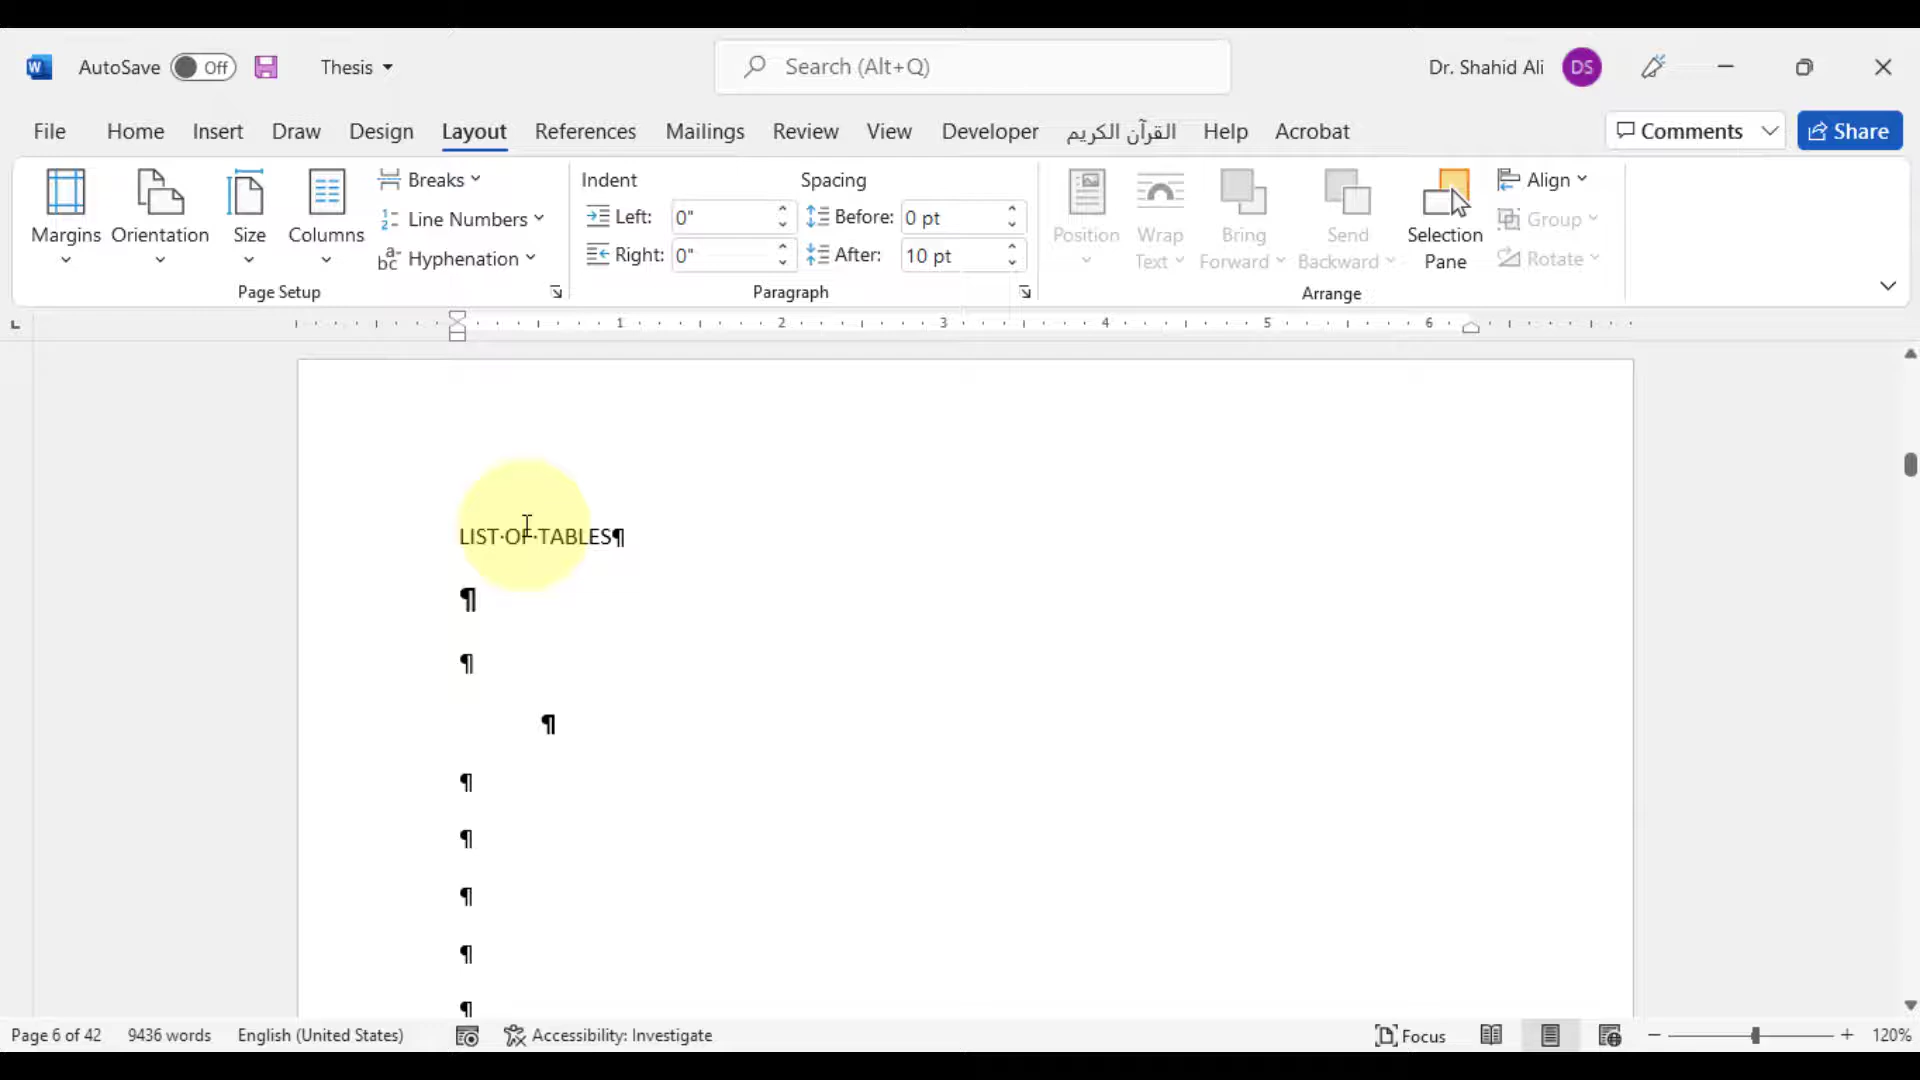 AutoSave Off Thesis Search (Alt+Q) Dr. Shahid Ali DS
File Home Insert Draw Design Layout References Mailings Review View Developer القرآن الكريم Help Acrobat Comments Share
Margins Orientation Size Columns
Breaks
Line Numbers
Hyphenation
Page Setup
Indent
Left: 0"
Right: 0"
Spacing
Before: 0 pt
After: 10 pt
Paragraph
Position
Wrap
Text
Bring
Forward
Send
Backward
Selection
Pane
Align
Group
Rotate
Arrange
1 2 3 4 5 6
LIST·OF·TABLES¶
¶
¶
¶
¶
¶
¶
¶
¶
Page 6 of 42 9436 words English (United States) Accessibility: Investigate Focus 120%